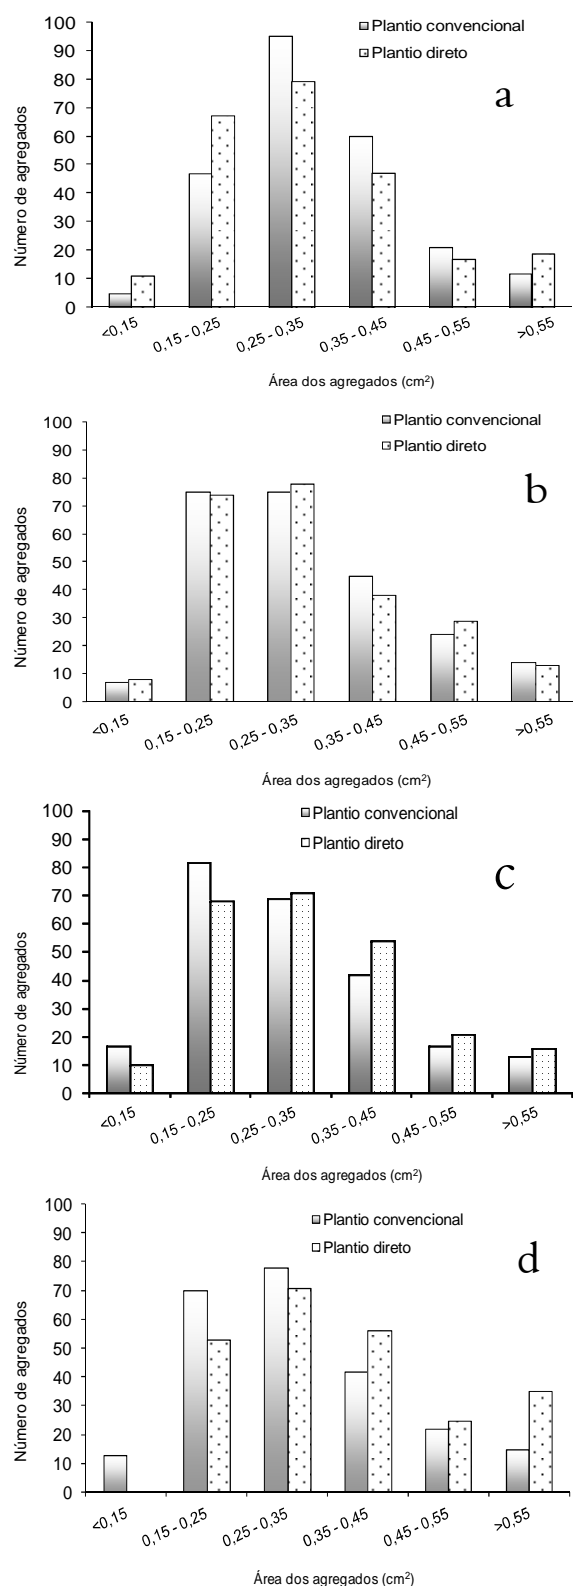 Plantio convencional
Plantio direto
a
Número de agregados
100
90
80
70
60
50
40
30
20
10
0
<0,15
0,15 - 0,25
0,25 - 0,35
0,35 - 0,45
0,45 - 0,55
>0,55
Área dos agregados (cm²)
Plantio convencional
Plantio direto
b
Número de agregados
100
90
80
70
60
50
40
30
20
10
0
<0,15
0,15 - 0,25
0,25 - 0,35
0,35 - 0,45
0,45 - 0,55
>0,55
Área dos agregados (cm²)
Plantio convencional
Plantio direto
c
Número de agregados
100
90
80
70
60
50
40
30
20
10
0
<0,15
0,15 - 0,25
0,25 - 0,35
0,35 - 0,45
0,45 - 0,55
>0,55
Área dos agregados (cm²)
Plantio convencional
Plantio direto
d
Número de agregados
100
90
80
70
60
50
40
30
20
10
0
<0,15
0,15 - 0,25
0,25 - 0,35
0,35 - 0,45
0,45 - 0,55
>0,55
Área dos agregados (cm²)